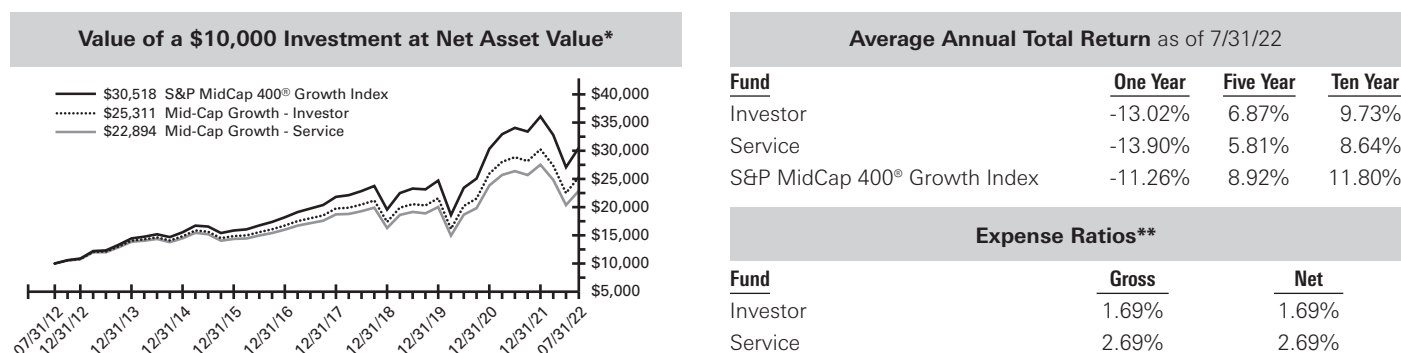 Value of a $10,000 Investment at Net Asset Value*
$30,518 S&P MidCap 400® Growth Index
$25,311 Mid-Cap Growth - Investor
$22,894 Mid-Cap Growth - Service
$40,000
$35,000
$30,000
$25,000
$20,000
$15,000
$10,000
$5,000
07/31/12
12/31/12
12/31/13
12/31/14
12/31/15
12/31/16
12/31/17
12/31/18
12/31/19
12/31/20
12/31/21
07/31/22
Average Annual Total Return as of 7/31/22
Fund One Year Five Year Ten Year
Investor -13.02% 6.87% 9.73%
Service -13.90% 5.81% 8.64%
S&P MidCap 400® Growth Index -11.26% 8.92% 11.80%
Expense Ratios**
Fund Gross Net
Investor 1.69% 1.69%
Service 2.69% 2.69%